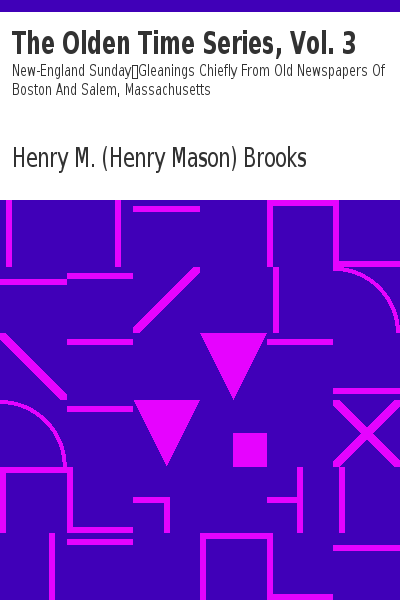 The Olden Time Series, Vol. 3
New-England Sunday▯Gleanings Chiefly From Old Newspapers Of
Boston And Salem, Massachusetts
Henry M. (Henry Mason) Brooks